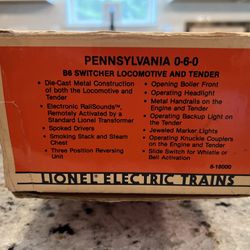 PENNSYLVANIA 0-6-0
B6 SWITCHER LOCOMOTIVE AND TENDER
• Die-Cast Metal Construction
of both the Locomotive and
Tender
• Electronic RailSounds™,
Remotely Activated by a
Standard Lionel Transformer
• Spoked Drivers
• Smoking Stack and Steam
Chest
• Three Position Reversing
Unit
• Opening Boiler Front
• Operating Headlight
• Metal Handrails on the
Engine and Tender
• Operating Backup Light on
the Tender
• Jeweled Marker Lights
• Operating Knuckle Couplers
on the Engine and Tender
• Slide Switch for Whistle or
Bell Activation
6-18000
LIONEL ELECTRIC TRAINS